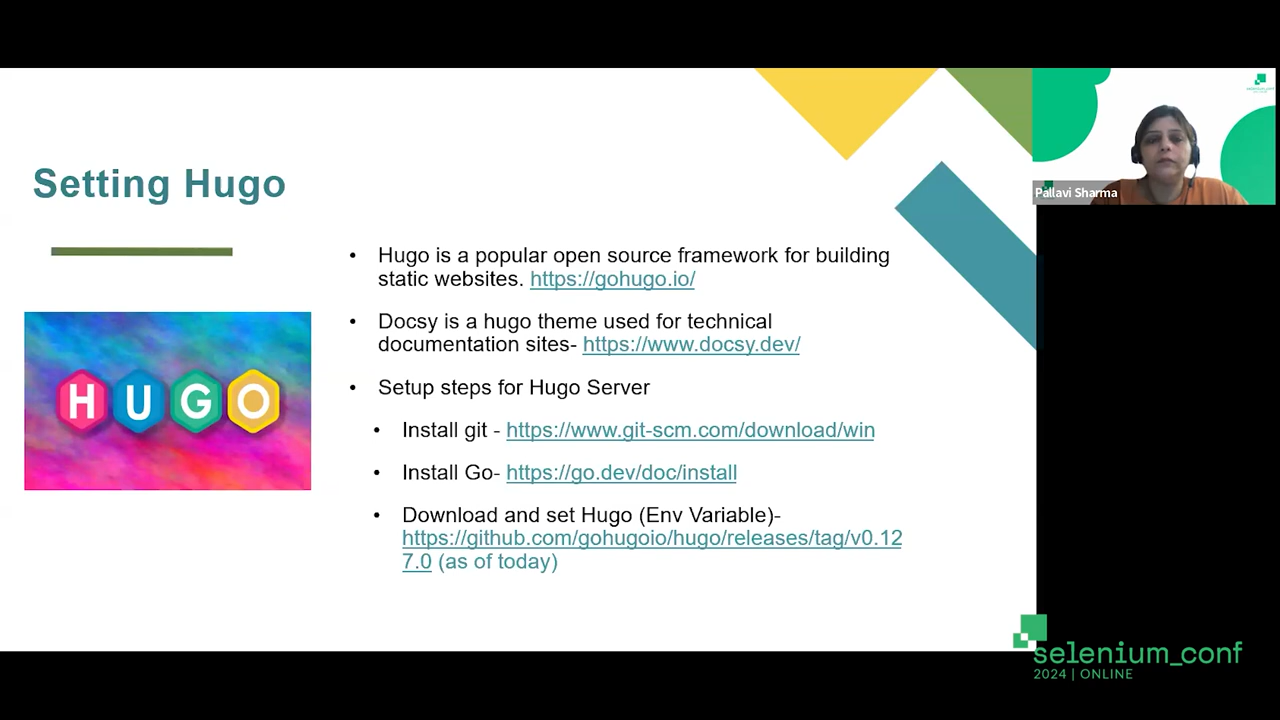 Setting Hugo
HUGO
• Hugo is a popular open source framework for building
static websites. https://gohugo.io/
• Docsy is a hugo theme used for technical
documentation sites- https://www.docsy.dev/
• Setup steps for Hugo Server
• Install git - https://www.git-scm.com/download/win
• Install Go- https://go.dev/doc/install
• Download and set Hugo (Env Variable)-
https://github.com/gohugoio/hugo/releases/tag/v0.12
7.0 (as of today)
Pallavi Sharma
selenium_conf
2024 | ONLINE